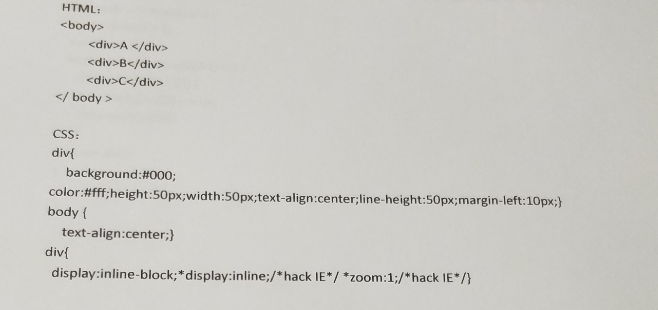 HTML:
<body>
<div>A </div>
<div>B</div>
<div>C</div>
</ body >
CSS:
div{
background:#000;
color:#fff;height:50px;width:50px;text-align:center;line-height:50px;margin-left:10px;}
body {
text-align:center;}
div{
display:inline-block;*display:inline;/*hack IE*/ *zoom:1;/*hack IE*/}